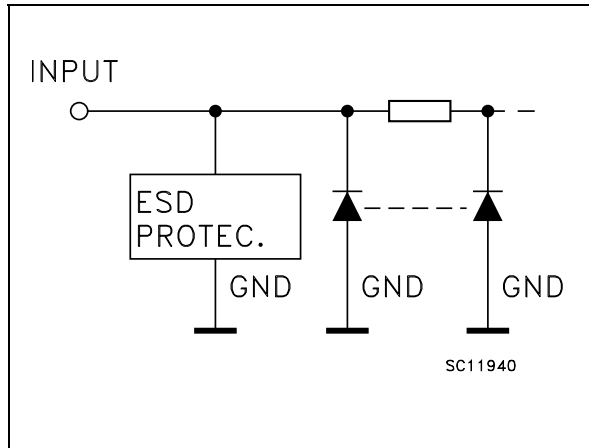 INPUT
ESD
PROTEC.
GND GND GND
SC11940